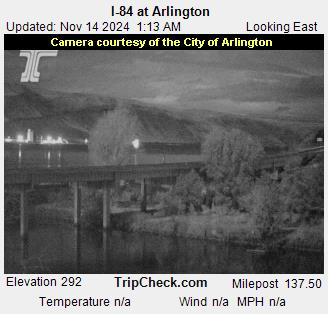 I-84 at Arlington
Updated: Nov 14 2024 1:13 AM Looking East
Camera courtesy of the City of Arlington
Elevation 292 TripCheck.com Milepost 137.50
Temperature n/a Wind n/a MPH n/a